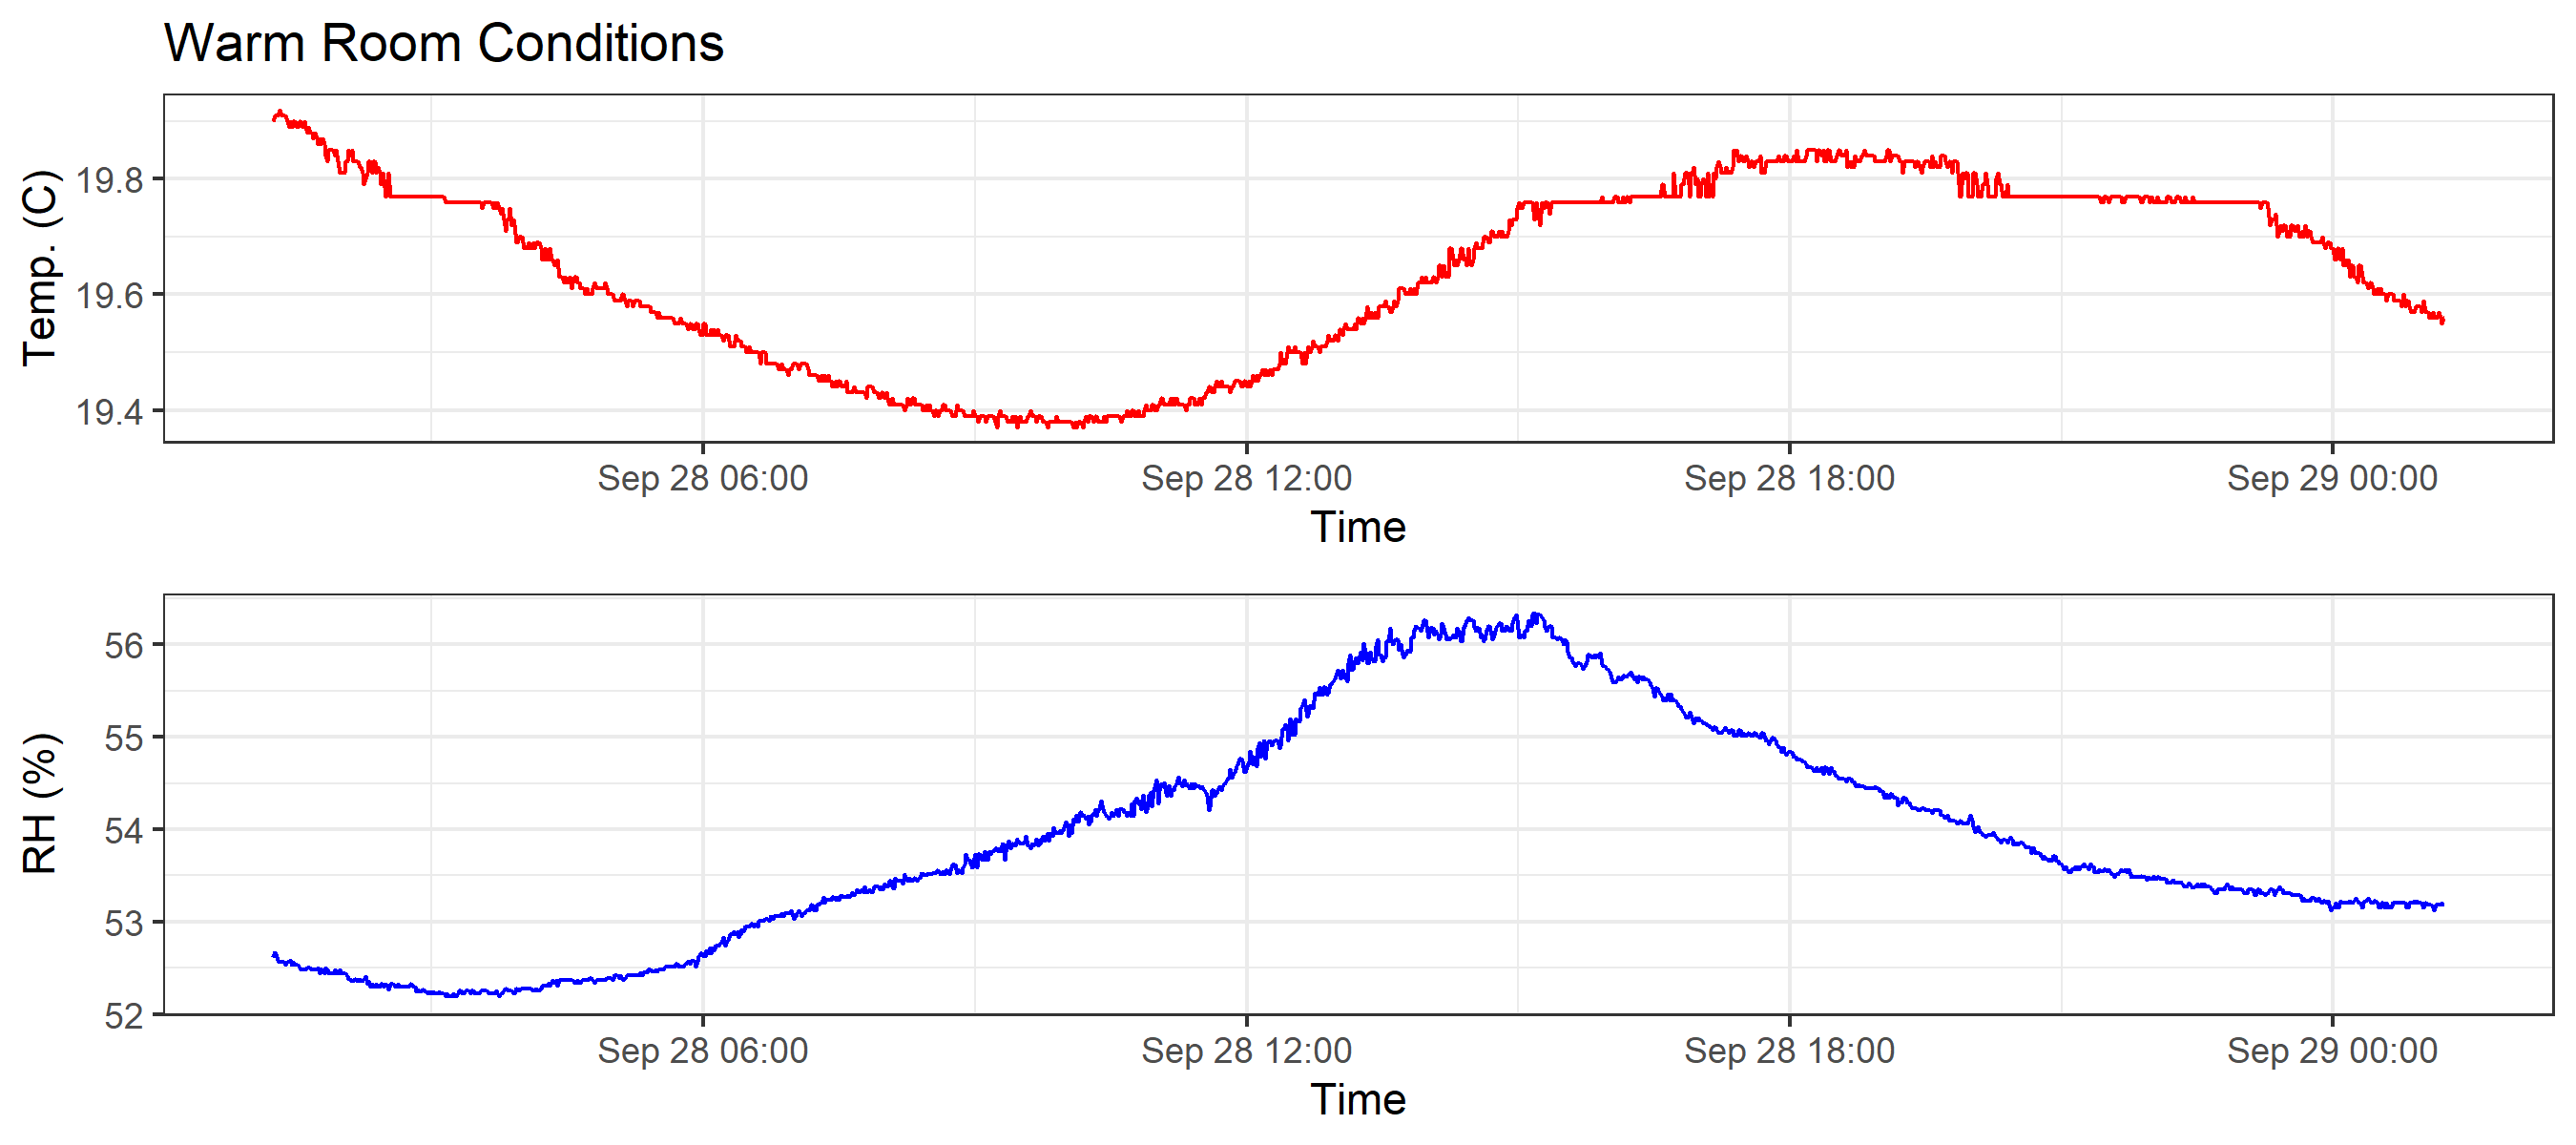 Warm Room Conditions
Temp. (C)
19.8
19.6
19.4
Sep 28 06:00 Sep 28 12:00 Sep 28 18:00 Sep 29 00:00
Time
RH (%)
56
55
54
53
52
Sep 28 06:00 Sep 28 12:00 Sep 28 18:00 Sep 29 00:00
Time